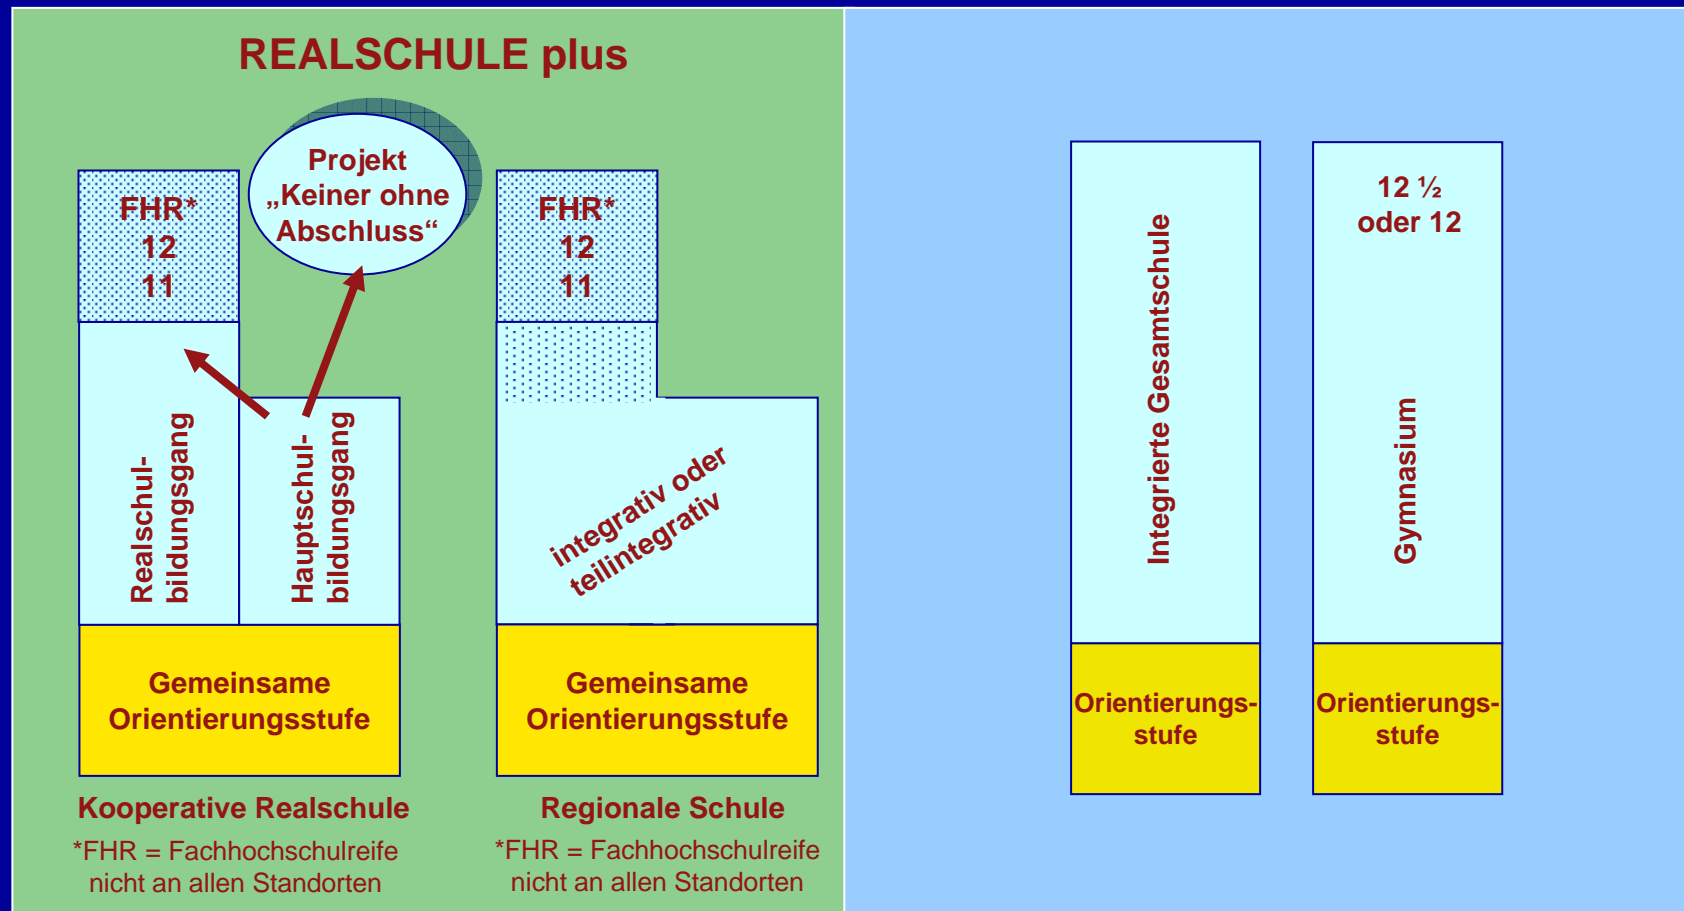 REALSCHULE plus
Projekt
„Keiner ohne
Abschluss“
FHR*
12
11
Realschul-
bildungsgang
Hauptschul-
bildungsgang
Gemeinsame
Orientierungsstufe
Kooperative Realschule
*FHR = Fachhochschulreife
nicht an allen Standorten
FHR*
12
11
integrativ oder
teilintegrativ
Gemeinsame
Orientierungsstufe
Regionale Schule
*FHR = Fachhochschulreife
nicht an allen Standorten
Integrierte Gesamtschule
Orientierungs-
stufe
12 ½
oder 12
Gymnasium
Orientierungs-
stufe